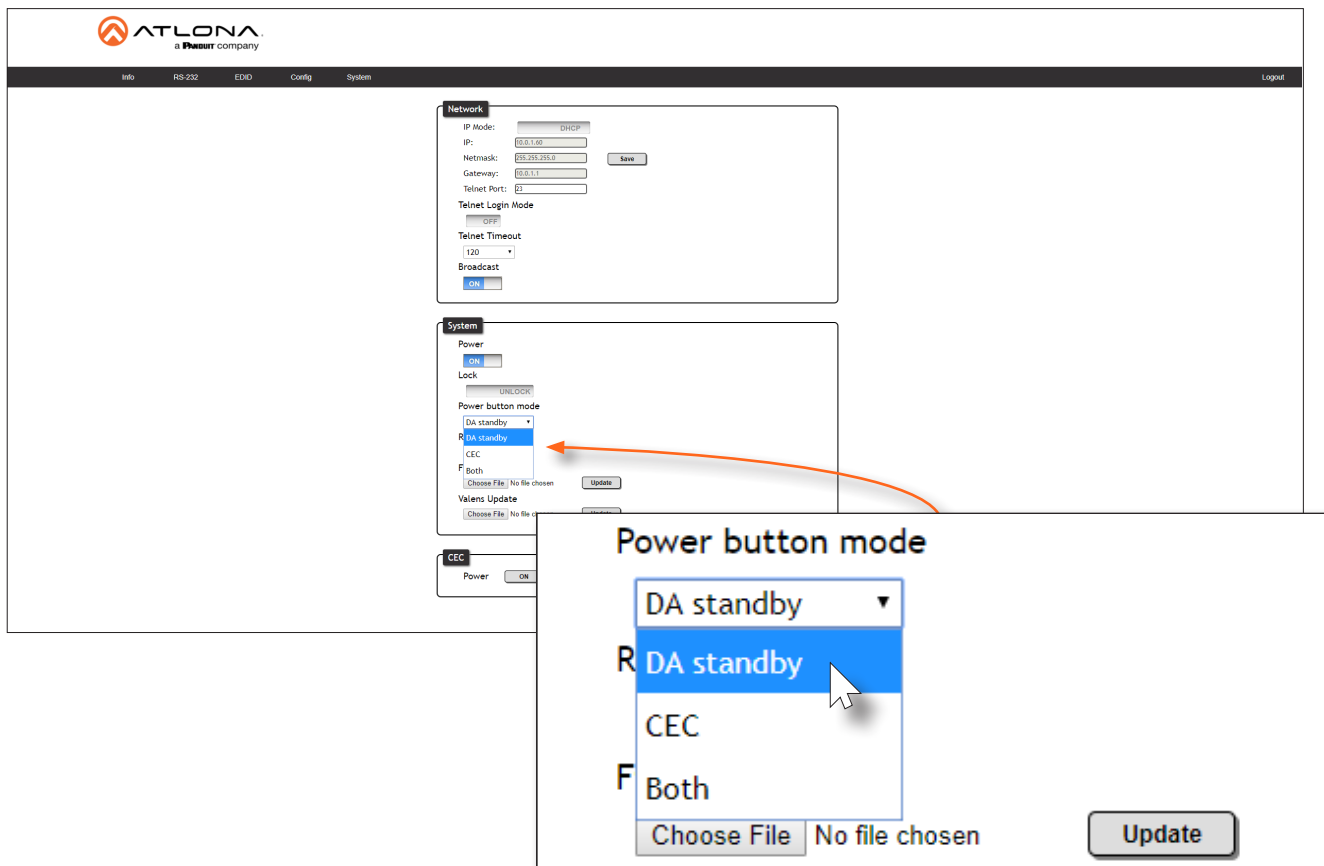 ATLONA.
a PANDUIT company
Info RS-232 EDID Config System Logout
Network
IP Mode: DHCP
IP: 10.0.1.60
Netmask: 255.255.255.0 Save
Gateway: 10.0.1.1
Telnet Port: 23
Telnet Login Mode
OFF
Telnet Timeout
120
Broadcast
ON
System
Power
ON
Lock
UNLOCK
Power button mode
DA standby
R DA standby
CEC
F Both
Choose File No file chosen Update
Valens Update
Choose File No file
CEC
Power ON
Power button mode
DA standby
R DA standby
CEC
F Both
Choose File No file chosen Update